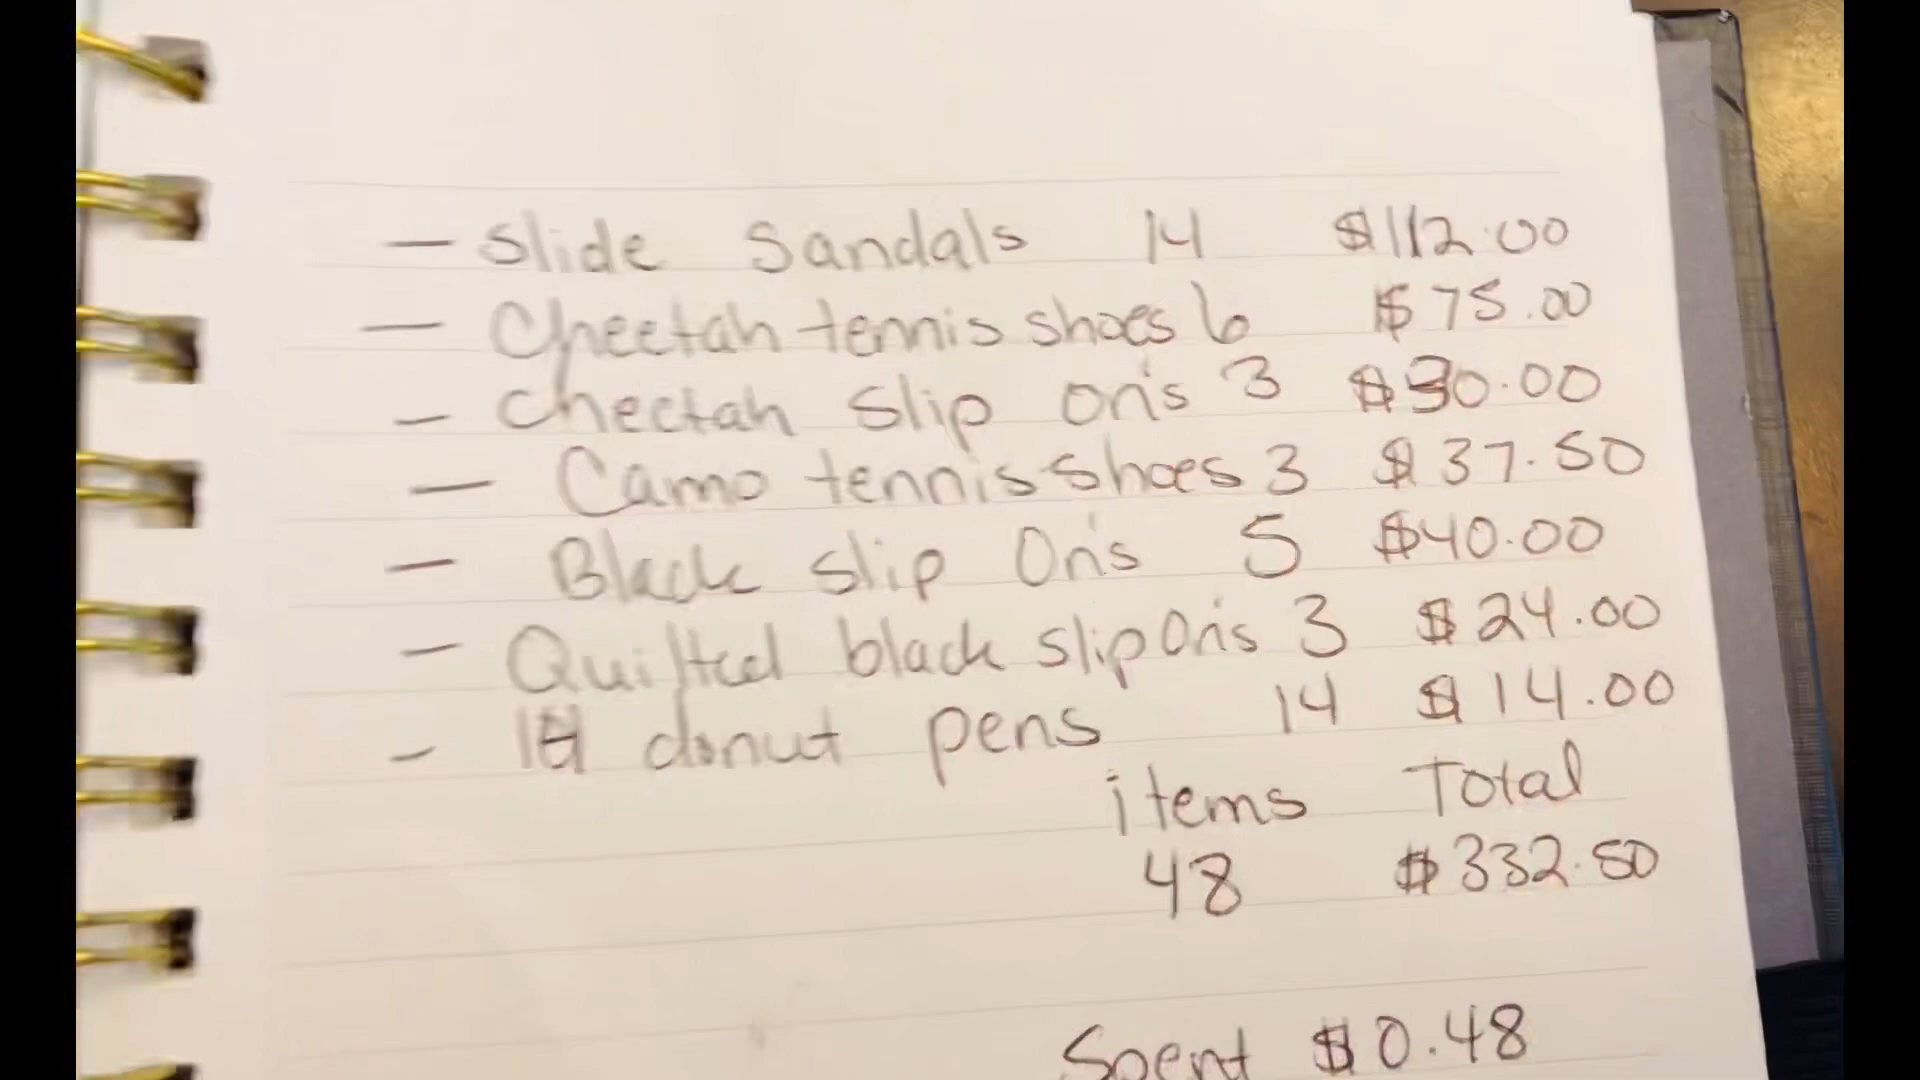 - Slide Sandals 14 $112.00
- Cheetah tennis shoes 6 $75.00
- Cheetah slip on's 3 $30.00
- Camo tennis shoes 3 $37.50
- Black slip On's 5 $40.00
- Quilted black slip On's 3 $24.00
- 14 donut pens 14 $14.00
items Total
48 $332.50
Spent $0.48